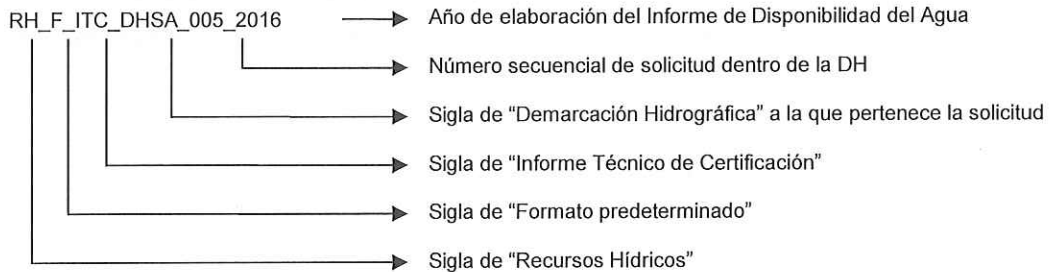 RH_F_ITC_DHSA_005_2016
Año de elaboración del Informe de Disponibilidad del Agua
Número secuencial de solicitud dentro de la DH
Sigla de "Demarcación Hidrográfica" a la que pertenece la solicitud
Sigla de "Informe Técnico de Certificación"
Sigla de "Formato predeterminado"
Sigla de "Recursos Hídricos"